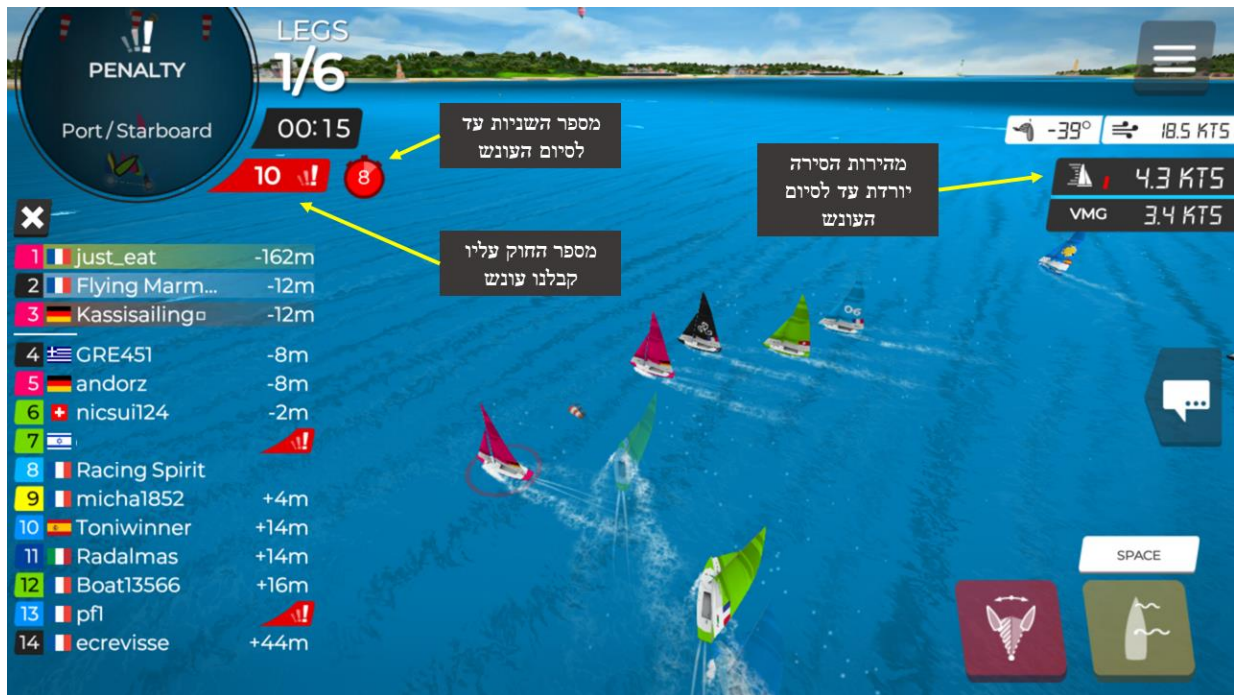 LEGS
1/6
PENALTY
Port/Starboard
00:15
10
8
מספר השניות עד
לסיום העונש
מהירות הסירה
יורדת עד לסיום
העונש
מספר החוק עליו
קבלנו עונש
-39°
18.5 KTS
4.3 KTS
VMG 3.4 KTS
1 just_eat -162m
2 Flying Marm... -12m
3 Kassisailing -12m
4 GRE451 -8m
5 andorz -8m
6 nicsui124 -2m
7
8 Racing Spirit
9 micha1852 +4m
10 Toniwinner +14m
11 Radalmas +14m
12 Boat13566 +16m
13 pf1
14 ecrevisse +44m
SPACE